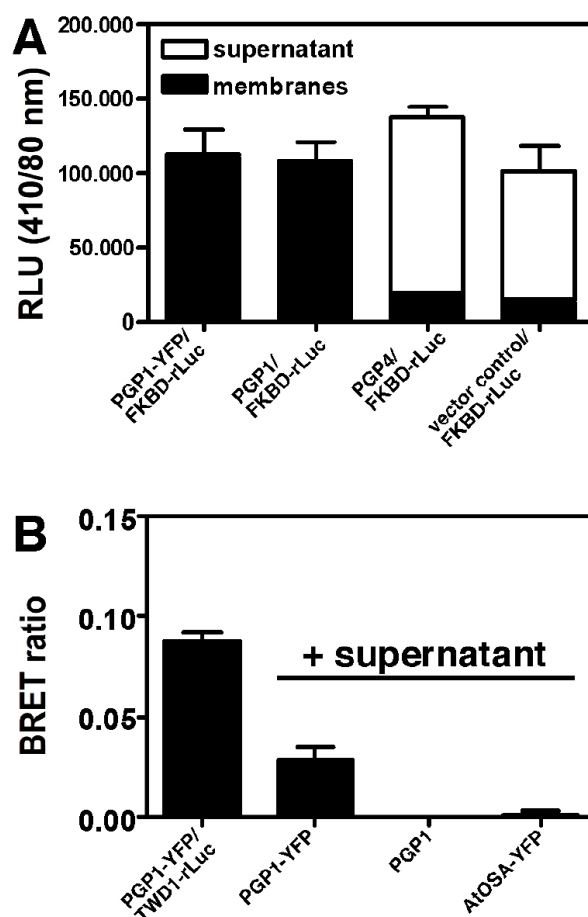 A
200.000
150.000
100.000
50.000
0
RLU (410/80 nm)
supernatant
membranes
PGP1-YFP/
FKBD-rLuc
PGP1/
FKBD-rLuc
PGP4/
FKBD-rLuc
vector control/
FKBD-rLuc
B
0.15
0.10
0.05
0.00
BRET ratio
+ supernatant
PGP1-YFP/
TWD1-rLuc
PGP1-YFP
PGP1
AtOSA-YFP